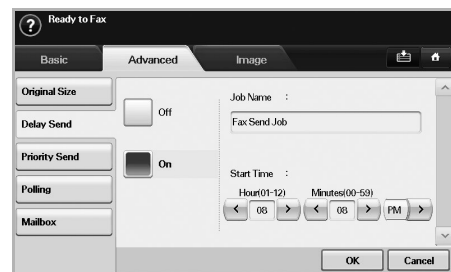 Ready to Fax
Basic
Advanced
Image
Original Size
Delay Send
Priority Send
Polling
Mailbox
Off
On
Job Name :
Fax Send Job
Start Time :
Hour(01-12) Minutes(00-59)
08 08 PM
OK Cancel